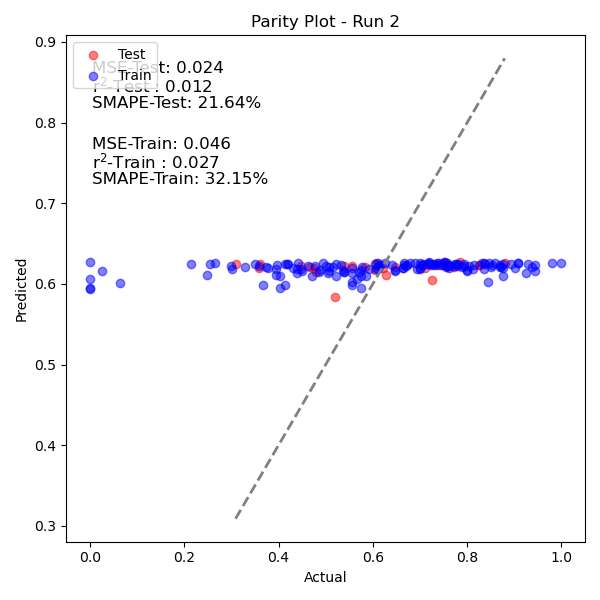 Parity Plot - Run 2
Test
Train
MSE-Test: 0.024
r²-Test : 0.012
SMAPE-Test: 21.64%
MSE-Train: 0.046
r²-Train : 0.027
SMAPE-Train: 32.15%
Predicted
0.9
0.8
0.7
0.6
0.5
0.4
0.3
0.0
0.2
0.4
0.6
0.8
1.0
Actual